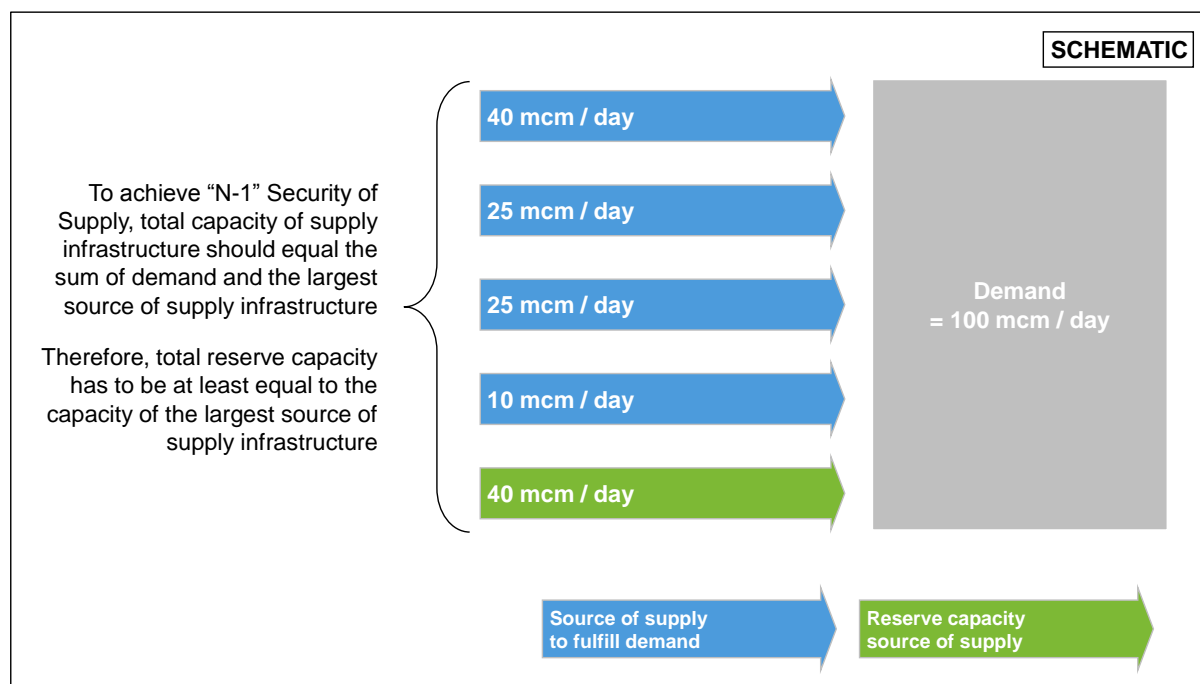 SCHEMATIC
To achieve “N-1” Security of
Supply, total capacity of supply
infrastructure should equal the
sum of demand and the largest
source of supply infrastructure
Therefore, total reserve capacity
has to be at least equal to the
capacity of the largest source of
supply infrastructure
40 mcm / day
25 mcm / day
25 mcm / day
10 mcm / day
40 mcm / day
Demand
= 100 mcm / day
Source of supply
to fulfill demand
Reserve capacity
source of supply